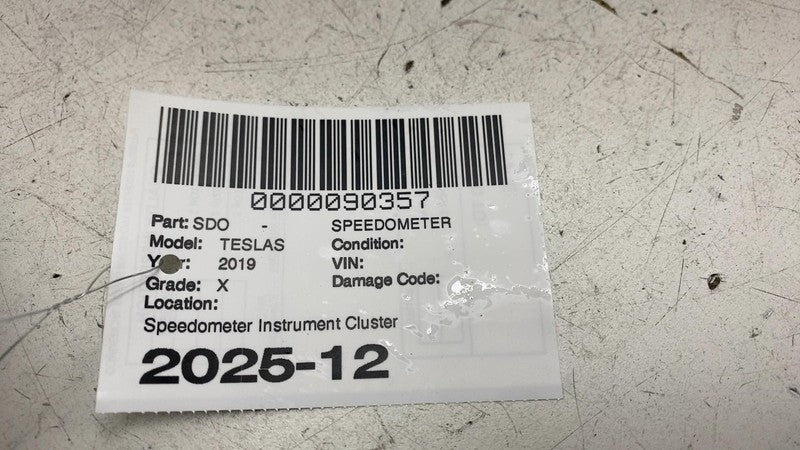 0000090357
Part: SDO - SPEEDOMETER
Model: TESLAS Condition:
Year: 2019 VIN:
Grade: X Damage Code:
Location:
Speedometer Instrument Cluster
2025-12